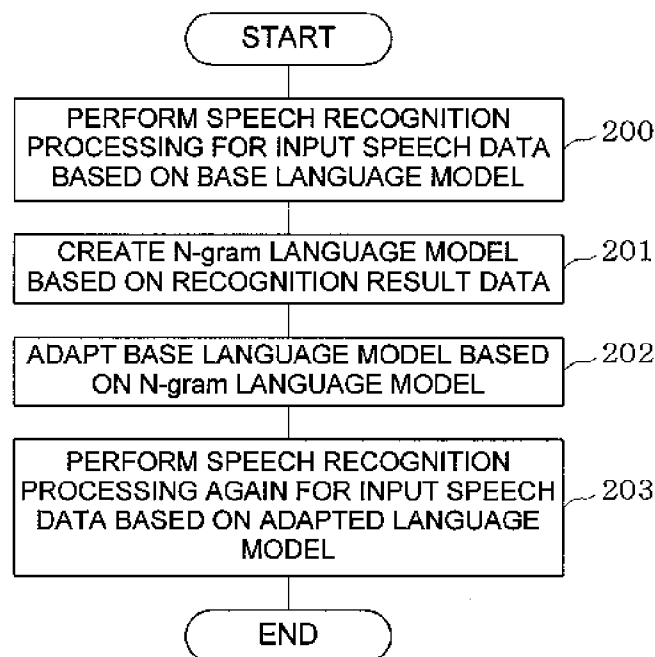 START
PERFORM SPEECH RECOGNITION
PROCESSING FOR INPUT SPEECH DATA
BASED ON BASE LANGUAGE MODEL
200
CREATE N-gram LANGUAGE MODEL
BASED ON RECOGNITION RESULT DATA
201
ADAPT BASE LANGUAGE MODEL BASED
ON N-gram LANGUAGE MODEL
202
PERFORM SPEECH RECOGNITION
PROCESSING AGAIN FOR INPUT SPEECH
DATA BASED ON ADAPTED LANGUAGE
MODEL
203
END